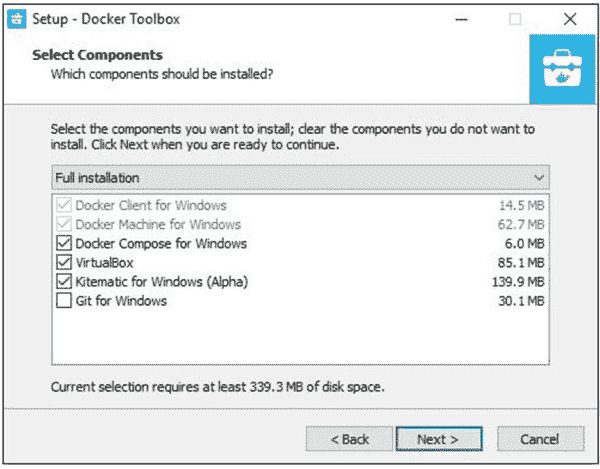 Setup - Docker Toolbox
Select Components
Which components should be installed?
Select the components you want to install; clear the components you do not want to
install. Click Next when you are ready to continue.
Full installation
Docker Client for Windows 14.5 MB
Docker Machine for Windows 62.7 MB
Docker Compose for Windows 6.0 MB
VirtualBox 85.1 MB
Kitematic for Windows (Alpha) 139.9 MB
Git for Windows 30.1 MB
Current selection requires at least 339.3 MB of disk space.
< Back Next > Cancel